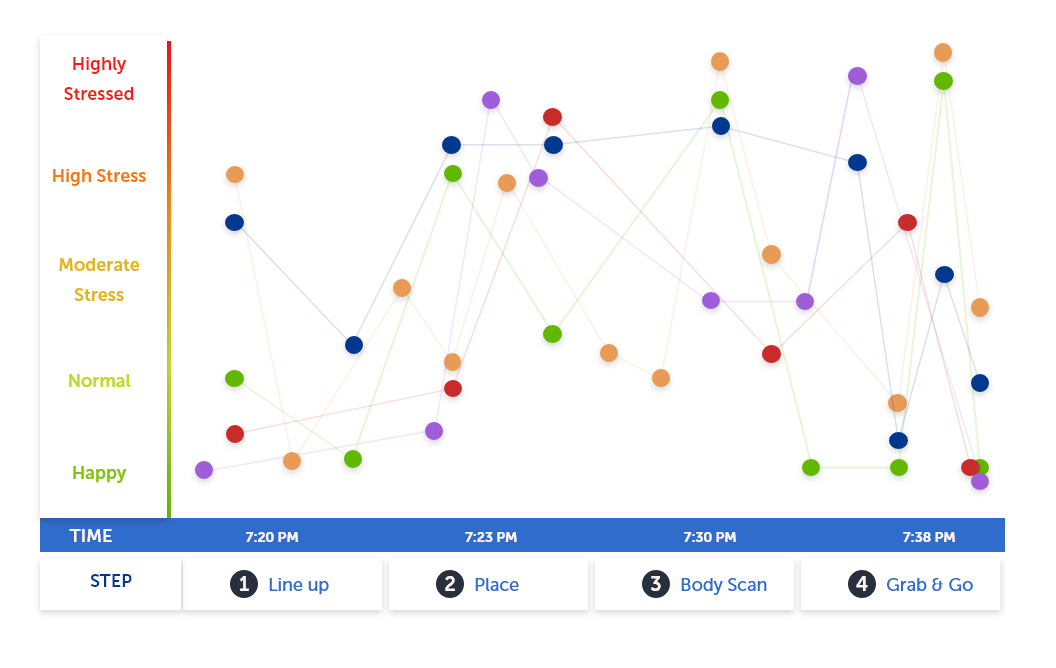 Highly
Stressed
High Stress
Moderate
Stress
Normal
Happy
TIME 7:20 PM 7:23 PM 7:30 PM 7:38 PM
STEP 1 Line up 2 Place 3 Body Scan 4 Grab & Go